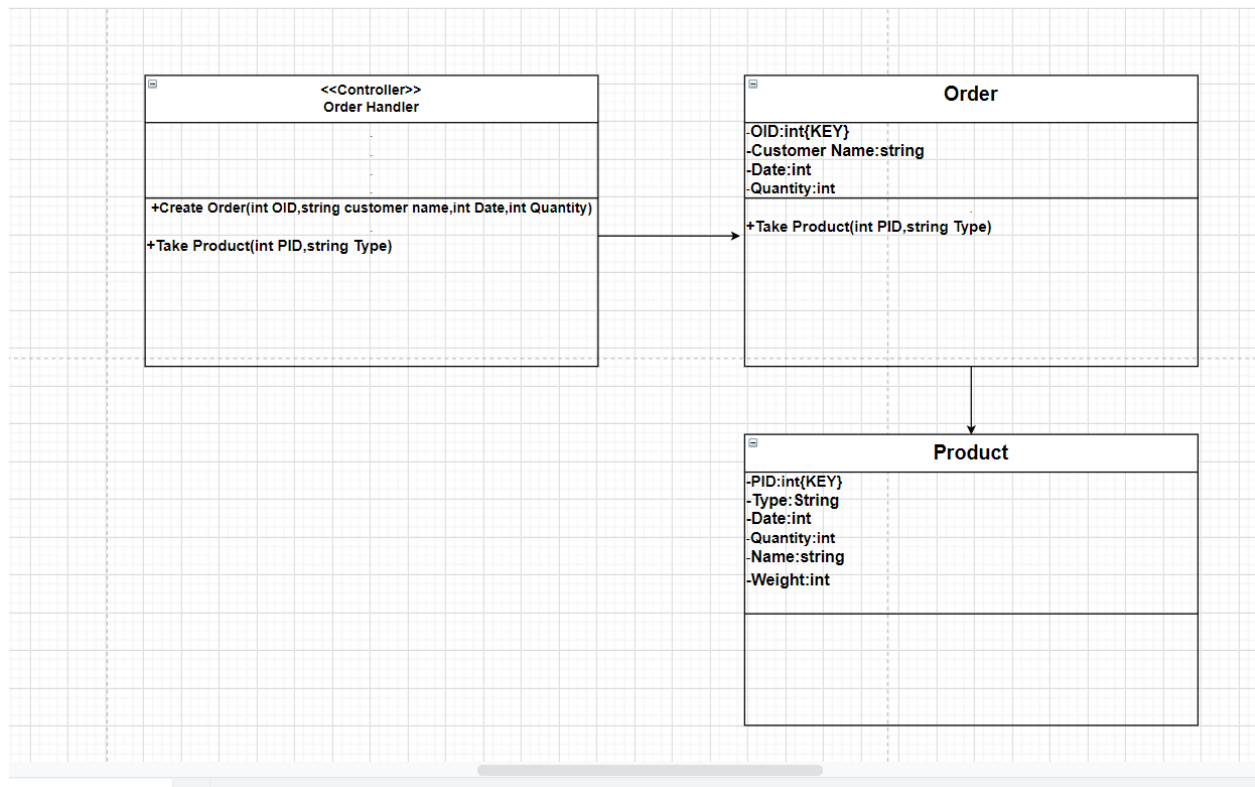 <<Controller>>
Order Handler
+Create Order(int OID,string customer name,int Date,int Quantity)
+Take Product(int PID,string Type)
Order
-OID:int{KEY}
-Customer Name:string
-Date:int
-Quantity:int
+Take Product(int PID,string Type)
Product
-PID:int{KEY}
-Type:String
-Date:int
-Quantity:int
-Name:string
-Weight:int